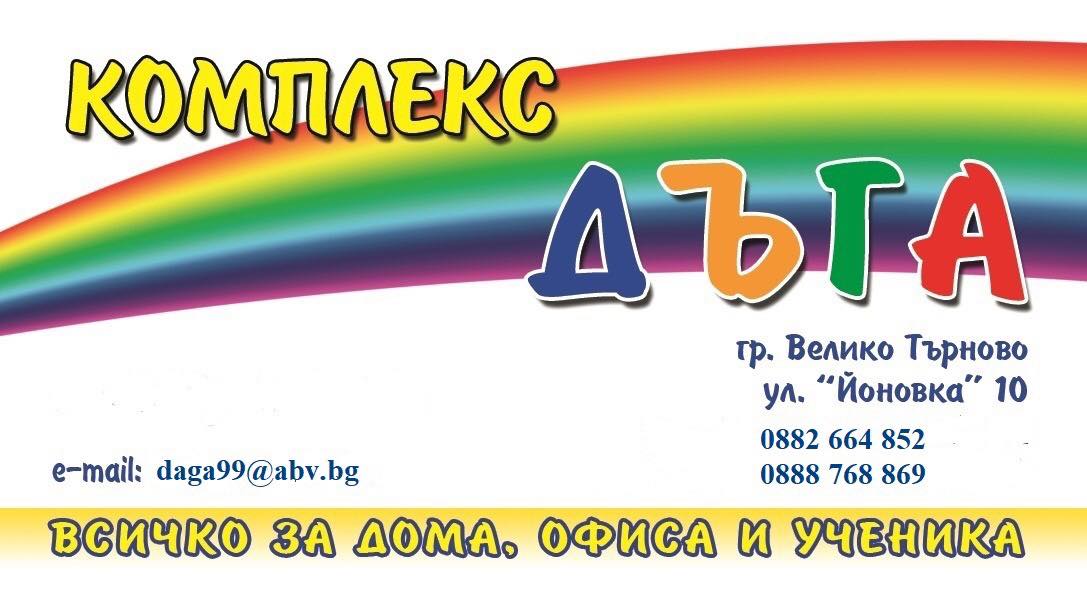 КОМПЛЕКС
ДЪГА
гр. Велико Търново
ул. “Йоновка” 10
0882 664 852
0888 768 869
e-mail: daga99@abv.bg
ВСИЧКО ЗА ДОМА, ОФИСА И УЧЕНИКА